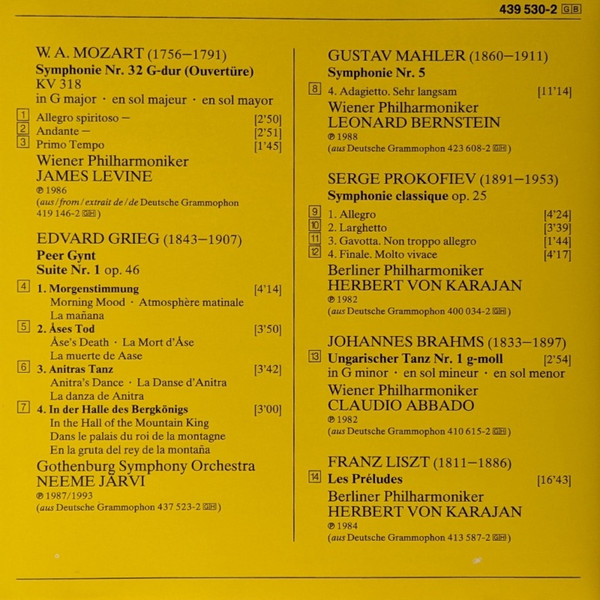 439 530-2 GB
W. A. MOZART (1756–1791)
Symphonie Nr. 32 G-dur (Ouvertüre)
KV 318
in G major · en sol majeur · en sol mayor
1 Allegro spiritoso – [2'50]
2 Andante – [2'51]
3 Primo Tempo [1'45]
Wiener Philharmoniker
JAMES LEVINE
℗ 1986
(aus/from/extrait de/de Deutsche Grammophon
419 146-2 GH)
EDVARD GRIEG (1843–1907)
Peer Gynt
Suite Nr. 1 op. 46
4 1. Morgenstimmung [4'14]
Morning Mood · Atmosphère matinale
La mañana
5 2. Åses Tod [3'50]
Åse's Death · La Mort d'Åse
La muerte de Aase
6 3. Anitras Tanz [3'42]
Anitra's Dance · La Danse d'Anitra
La danza de Anitra
7 4. In der Halle des Bergkönigs [3'00]
In the Hall of the Mountain King
Dans le palais du roi de la montagne
En la gruta del rey de la montaña
Gothenburg Symphony Orchestra
NEEME JÄRVI
℗ 1987/1993
(aus Deutsche Grammophon 437 523-2 GH)
GUSTAV MAHLER (1860–1911)
Symphonie Nr. 5
8 4. Adagietto. Sehr langsam [11'14]
Wiener Philharmoniker
LEONARD BERNSTEIN
℗ 1988
(aus Deutsche Grammophon 423 608-2 GH)
SERGE PROKOFIEV (1891–1953)
Symphonie classique op. 25
9 1. Allegro [4'24]
10 2. Larghetto [3'39]
11 3. Gavotta. Non troppo allegro [1'44]
12 4. Finale. Molto vivace [4'17]
Berliner Philharmoniker
HERBERT VON KARAJAN
℗ 1982
(aus Deutsche Grammophon 400 034-2 GH)
JOHANNES BRAHMS (1833–1897)
13 Ungarischer Tanz Nr. 1 g-moll [2'54]
in G minor · en sol mineur · en sol menor
Wiener Philharmoniker
CLAUDIO ABBADO
℗ 1982
(aus Deutsche Grammophon 410 615-2 GH)
FRANZ LISZT (1811–1886)
14 Les Préludes [16'43]
Berliner Philharmoniker
HERBERT VON KARAJAN
℗ 1984
(aus Deutsche Grammophon 413 587-2 GH)